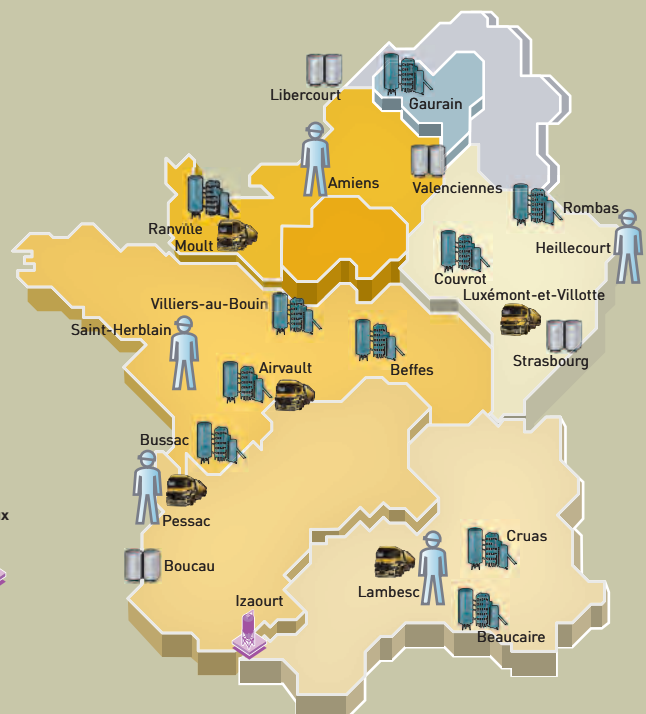 Libercourt
Gaurain
Amiens
Valenciennes
Ranville
Moult
Rombas
Heillecourt
Couvrot
Luxémont-et-Villotte
Villiers-au-Bouin
Saint-Herblain
Strasbourg
Airvault
Beffes
Bussac
Pessac
x
Cruas
Boucau
Lambesc
Izaourt
Beaucaire